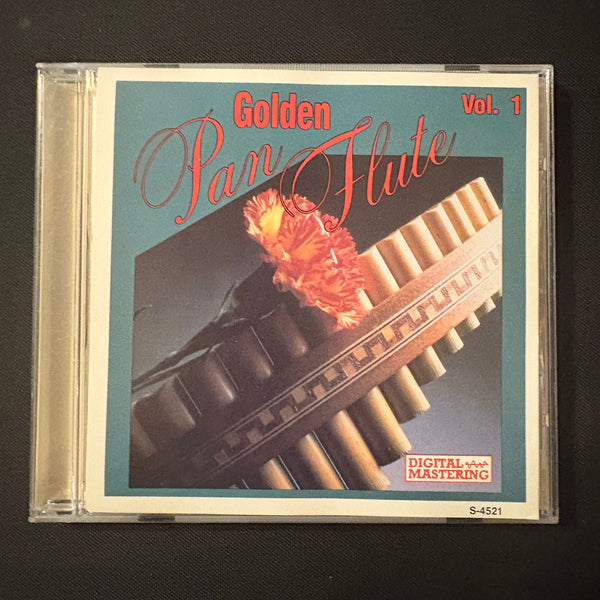 Golden
Vol. 1
Pan Flute
DIGITAL
MASTERING
S-4521